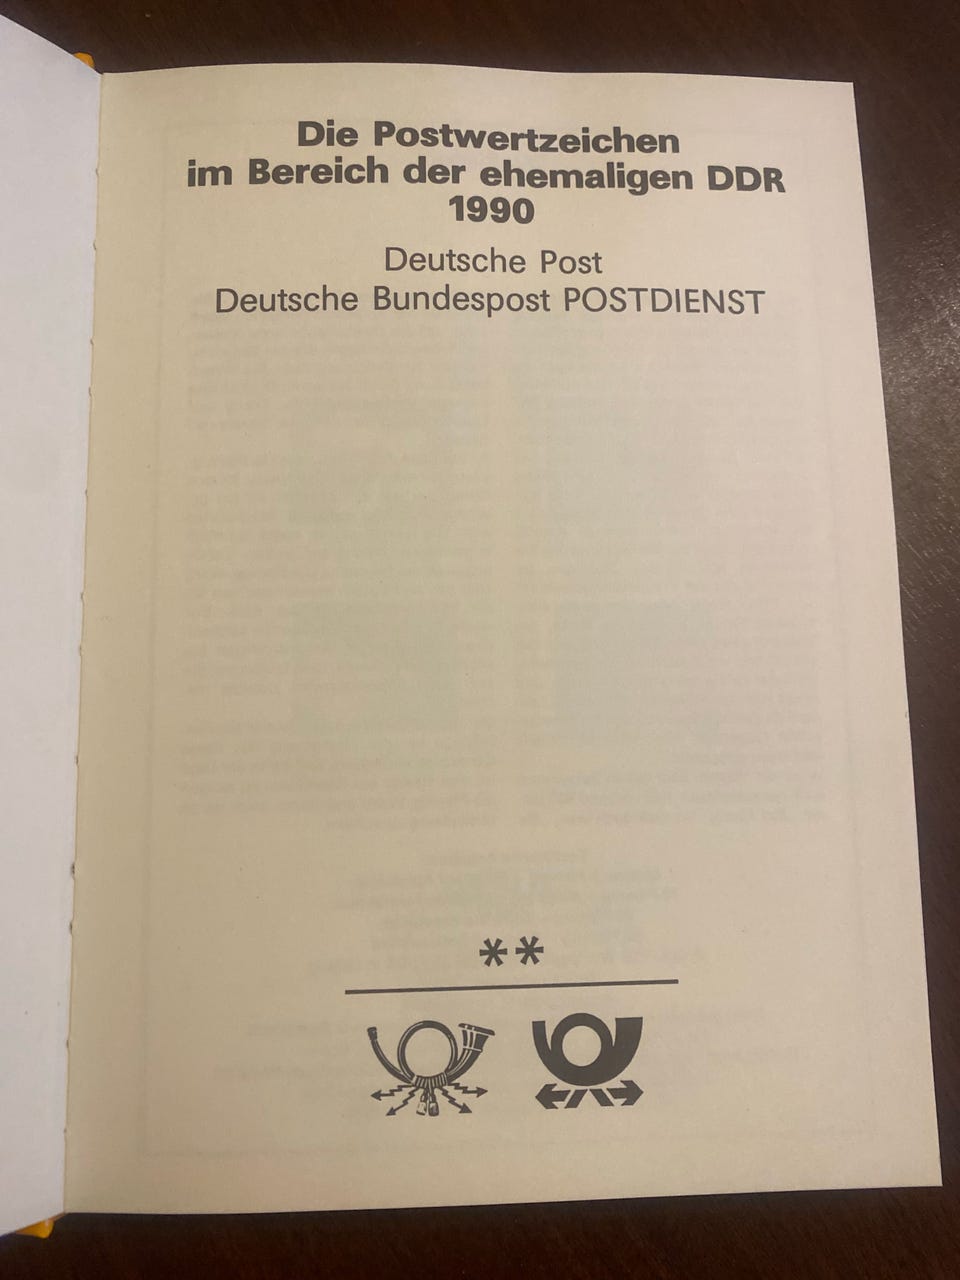 Die Postwertzeichen
im Bereich der ehemaligen DDR
1990
Deutsche Post
Deutsche Bundespost POSTDIENST
**